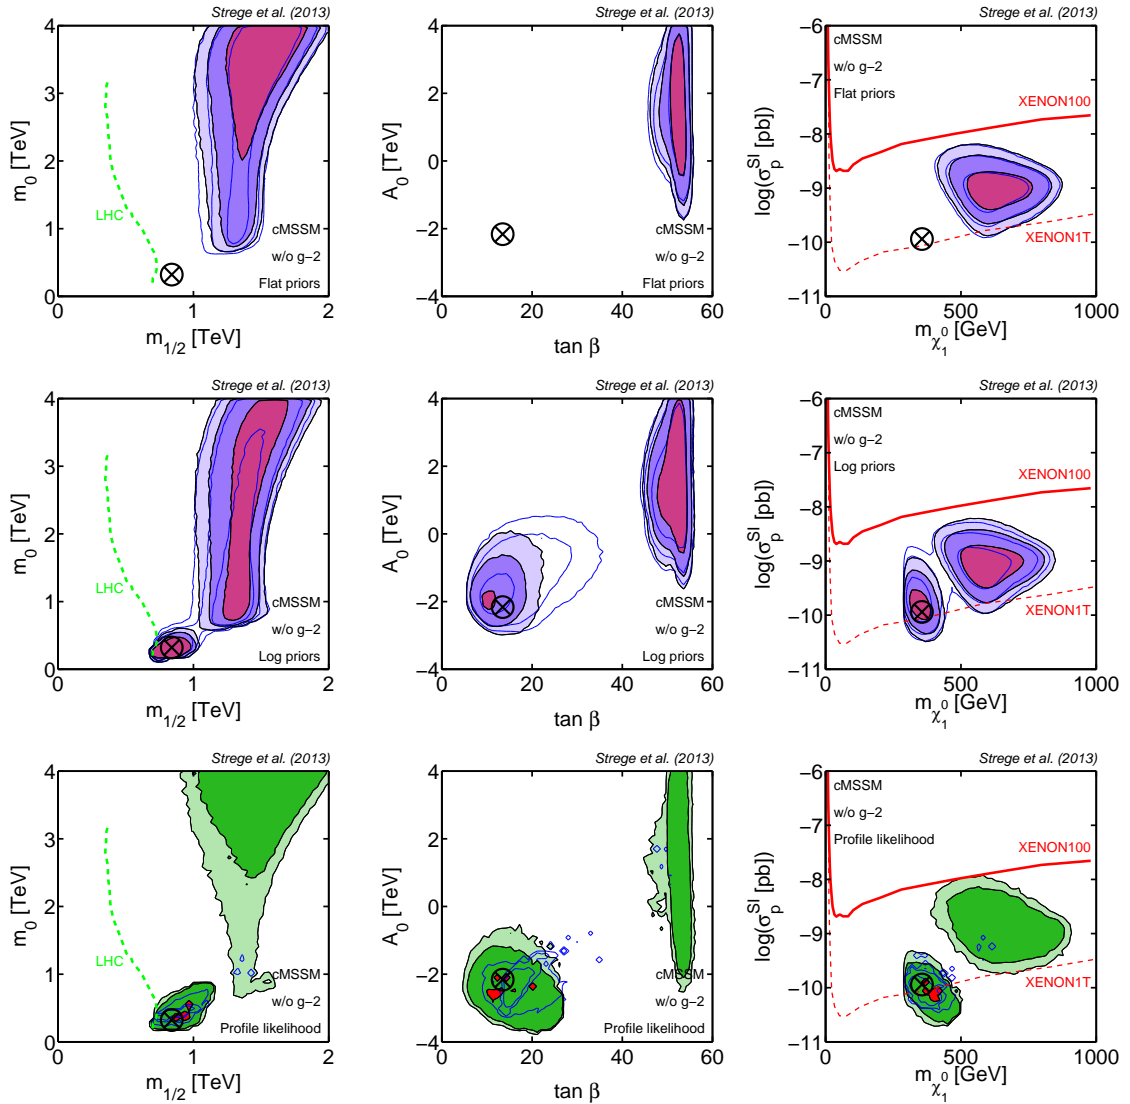 Strege et al. (2013)
4
3
2
1
0
m0 [TeV]
LHC
cMSSM
w/o g−2
Flat priors
0 1 2
m1/2 [TeV]
Strege et al. (2013)
4
2
0
−2
−4
A0 [TeV]
cMSSM
w/o g−2
Flat priors
0 20 40 60
tan β
Strege et al. (2013)
−6
−7
−8
−9
−10
−11
log(σpSI [pb])
cMSSM
w/o g−2
Flat priors
XENON100
XENON1T
0 500 1000
mχ10 [GeV]
Strege et al. (2013)
4
3
2
1
0
m0 [TeV]
LHC
cMSSM
w/o g−2
Log priors
0 1 2
m1/2 [TeV]
Strege et al. (2013)
4
2
0
−2
−4
A0 [TeV]
cMSSM
w/o g−2
Log priors
0 20 40 60
tan β
Strege et al. (2013)
−6
−7
−8
−9
−10
−11
log(σpSI [pb])
cMSSM
w/o g−2
Log priors
XENON100
XENON1T
0 500 1000
mχ10 [GeV]
Strege et al. (2013)
4
3
2
1
0
m0 [TeV]
LHC
cMSSM
w/o g−2
Profile likelihood
0 1 2
m1/2 [TeV]
Strege et al. (2013)
4
2
0
−2
−4
A0 [TeV]
cMSSM
w/o g−2
Profile likelihood
0 20 40 60
tan β
Strege et al. (2013)
−6
−7
−8
−9
−10
−11
log(σpSI [pb])
cMSSM
w/o g−2
Profile likelihood
XENON100
XENON1T
0 500 1000
mχ10 [GeV]